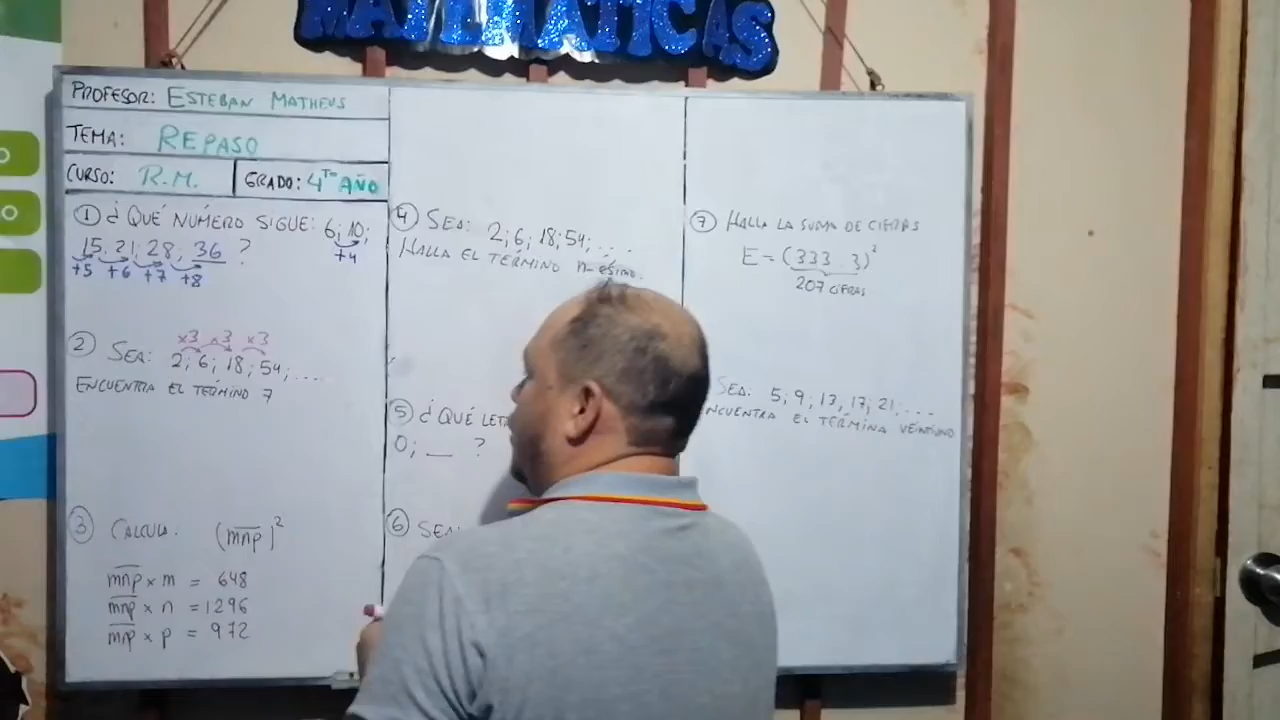 MATEMÁTICAS
PROFESOR: ESTEBAN MATHEUS
TEMA: REPASO
CURSO: R.M. GRADO: 4TO AÑO
① ¿QUÉ NÚMERO SIGUE: 6; 10;
15; 21; 28; 36 ?
+4
+5 +6 +7 +8
② SEA:
×3 ×3 ×3
2; 6; 18; 54; ....
ENCUENTRA EL TÉRMINO 7
③ CALCULA: (mnp)²
mnp × m = 648
mnp × n = 1296
mnp × p = 972
④ SEA: 2; 6; 18; 54; ....
HALLA EL TÉRMINO n-ésimo.
⑤ ¿QUÉ
O; __ ?
⑥ SEA:
⑦ HALLA LA SUMA DE CIFRAS
E = (333...3)²
207 CIFRAS
SEA: 5; 9; 13; 17; 21; ....
EL TÉRMINA VEINTIUNO